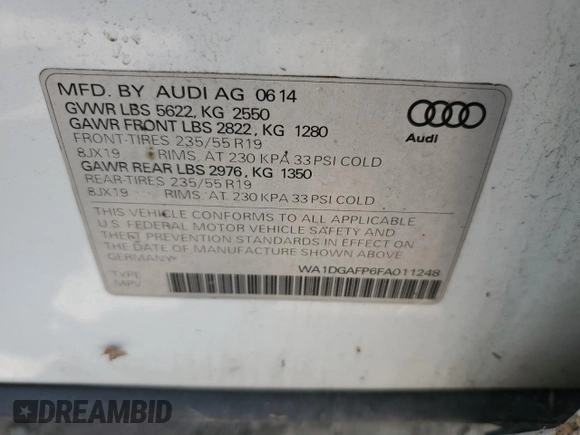 MFD. BY AUDI AG 06 14
GVWR LBS 5622, KG 2550
GAWR FRONT LBS 2822, KG 1280
FRONT-TIRES 235/55 R19
8JX19 RIMS, AT 230 KPA 33 PSI COLD
GAWR REAR LBS 2976, KG 1350
REAR-TIRES 235/55 R19
8JX19 RIMS, AT 230 KPA 33 PSI COLD
THIS VEHICLE CONFORMS TO ALL APPLICABLE
U.S. FEDERAL MOTOR VEHICLE SAFETY AND
THEFT PREVENTION STANDARDS IN EFFECT ON
THE DATE OF MANUFACTURE SHOWN ABOVE.
GERMANY
WA1DGAFP6FA011248
TYPE
MPV
Audi
DREAMBID